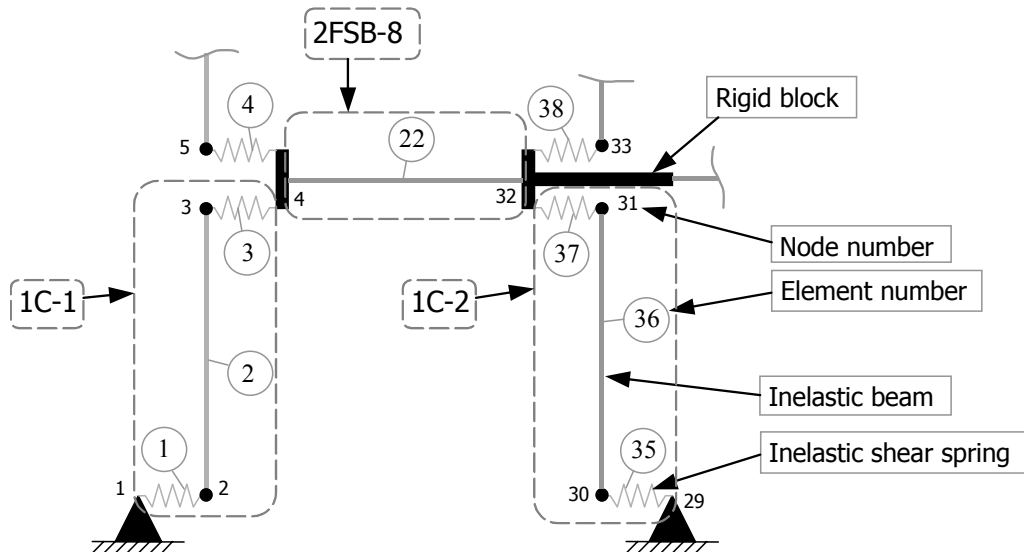 2FSB-8
4
38
Rigid block
22
5
33
3
4
32
31
3
37
Node number
1C-1
1C-2
Element number
36
2
Inelastic beam
1
35
Inelastic shear spring
1
2
30
29